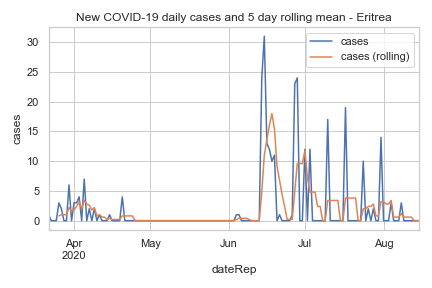 New COVID-19 daily cases and 5 day rolling mean - Eritrea
cases
cases (rolling)
30
25
20
15
10
5
0
cases
Apr May Jun Jul Aug
2020
dateRep